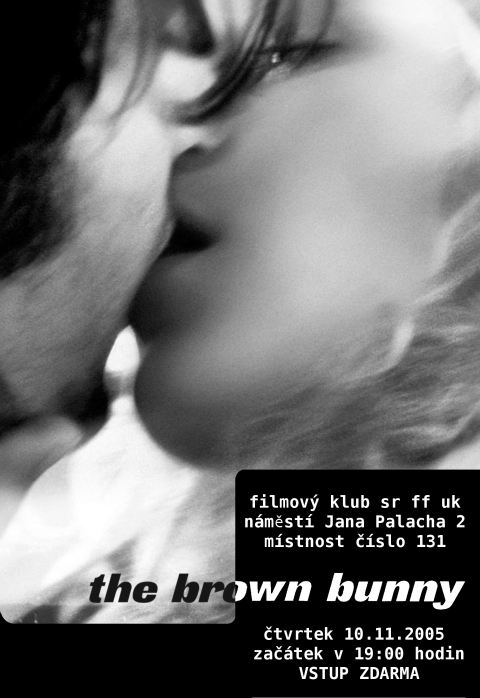 filmový klub sr ff uk
náměstí Jana Palacha 2
místnost číslo 131
the brown bunny
čtvrtek 10.11.2005
začátek v 19:00 hodin
VSTUP ZDARMA